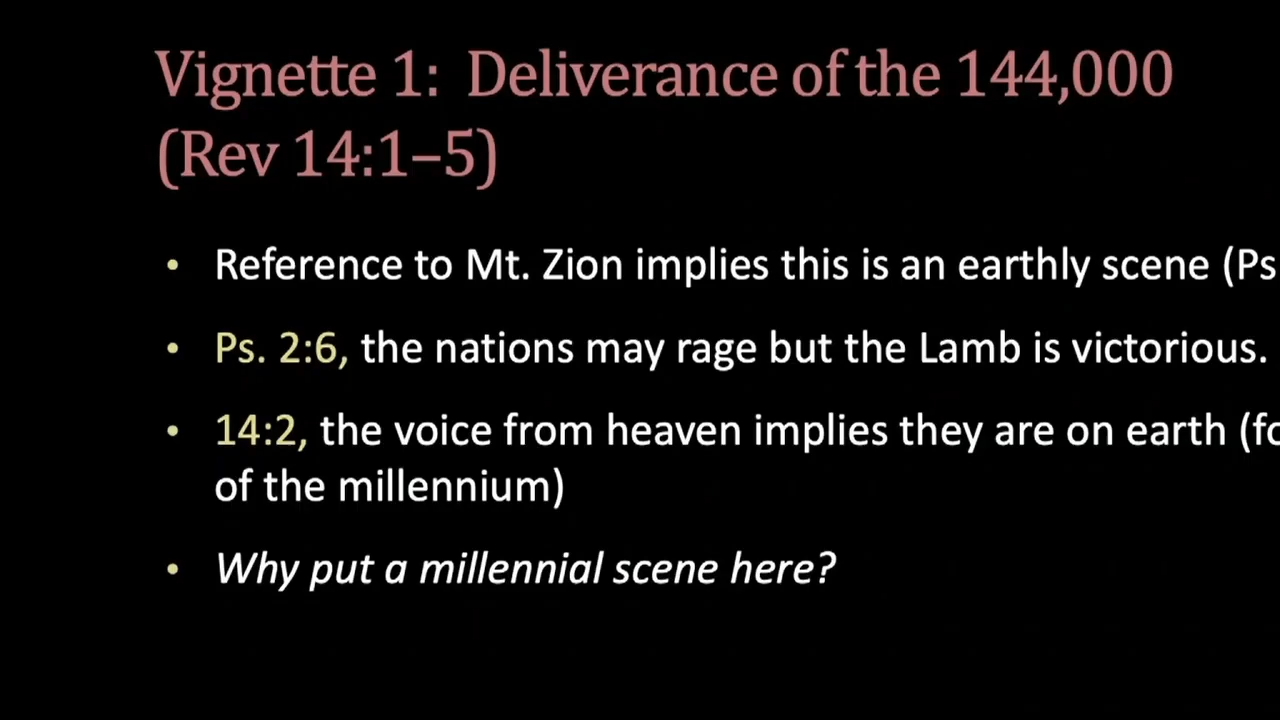 Vignette 1: Deliverance of the 144,000
(Rev 14:1–5)
• Reference to Mt. Zion implies this is an earthly scene (Ps
• Ps. 2:6, the nations may rage but the Lamb is victorious.
• 14:2, the voice from heaven implies they are on earth
of the millennium)
• Why put a millennial scene here?